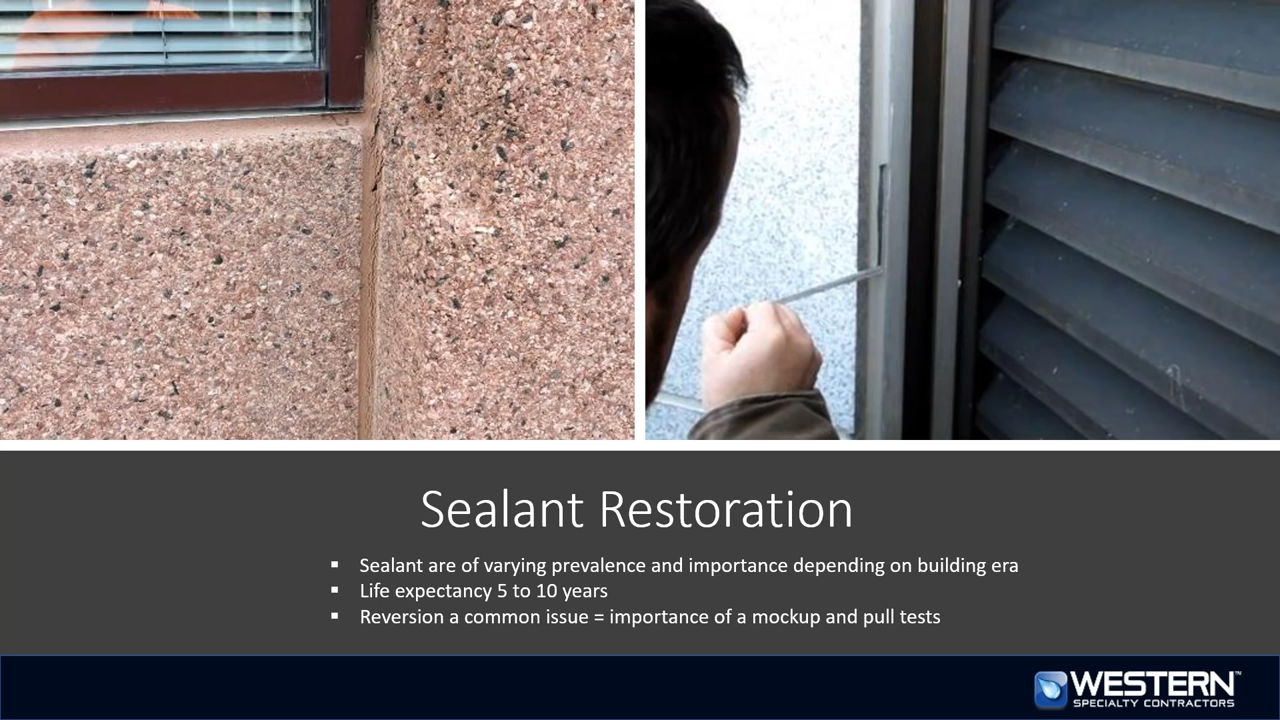 Sealant Restoration
▪ Sealant are of varying prevalence and importance depending on building era
▪ Life expectancy 5 to 10 years
▪ Reversion a common issue = importance of a mockup and pull tests
WESTERN™
SPECIALTY CONTRACTORS